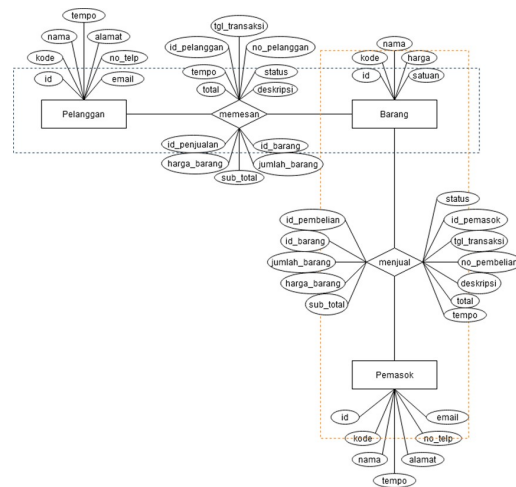 tempo
nama
alamat
kode
no_telp
id
email
Pelanggan
tgl_transaksi
id_pelanggan
no_pelanggan
tempo
status
total
deskripsi
memesan
id_penjualan
id_barang
harga_barang
jumlah_barang
sub_total
nama
kode
harga
id
satuan
Barang
status
id_pembelian
id_pemasok
id_barang
tgl_transaksi
jumlah_barang
menjual
no_pembelian
harga_barang
deskripsi
sub_total
total
tempo
Pemasok
id
email
kode
no_telp
nama
alamat
tempo